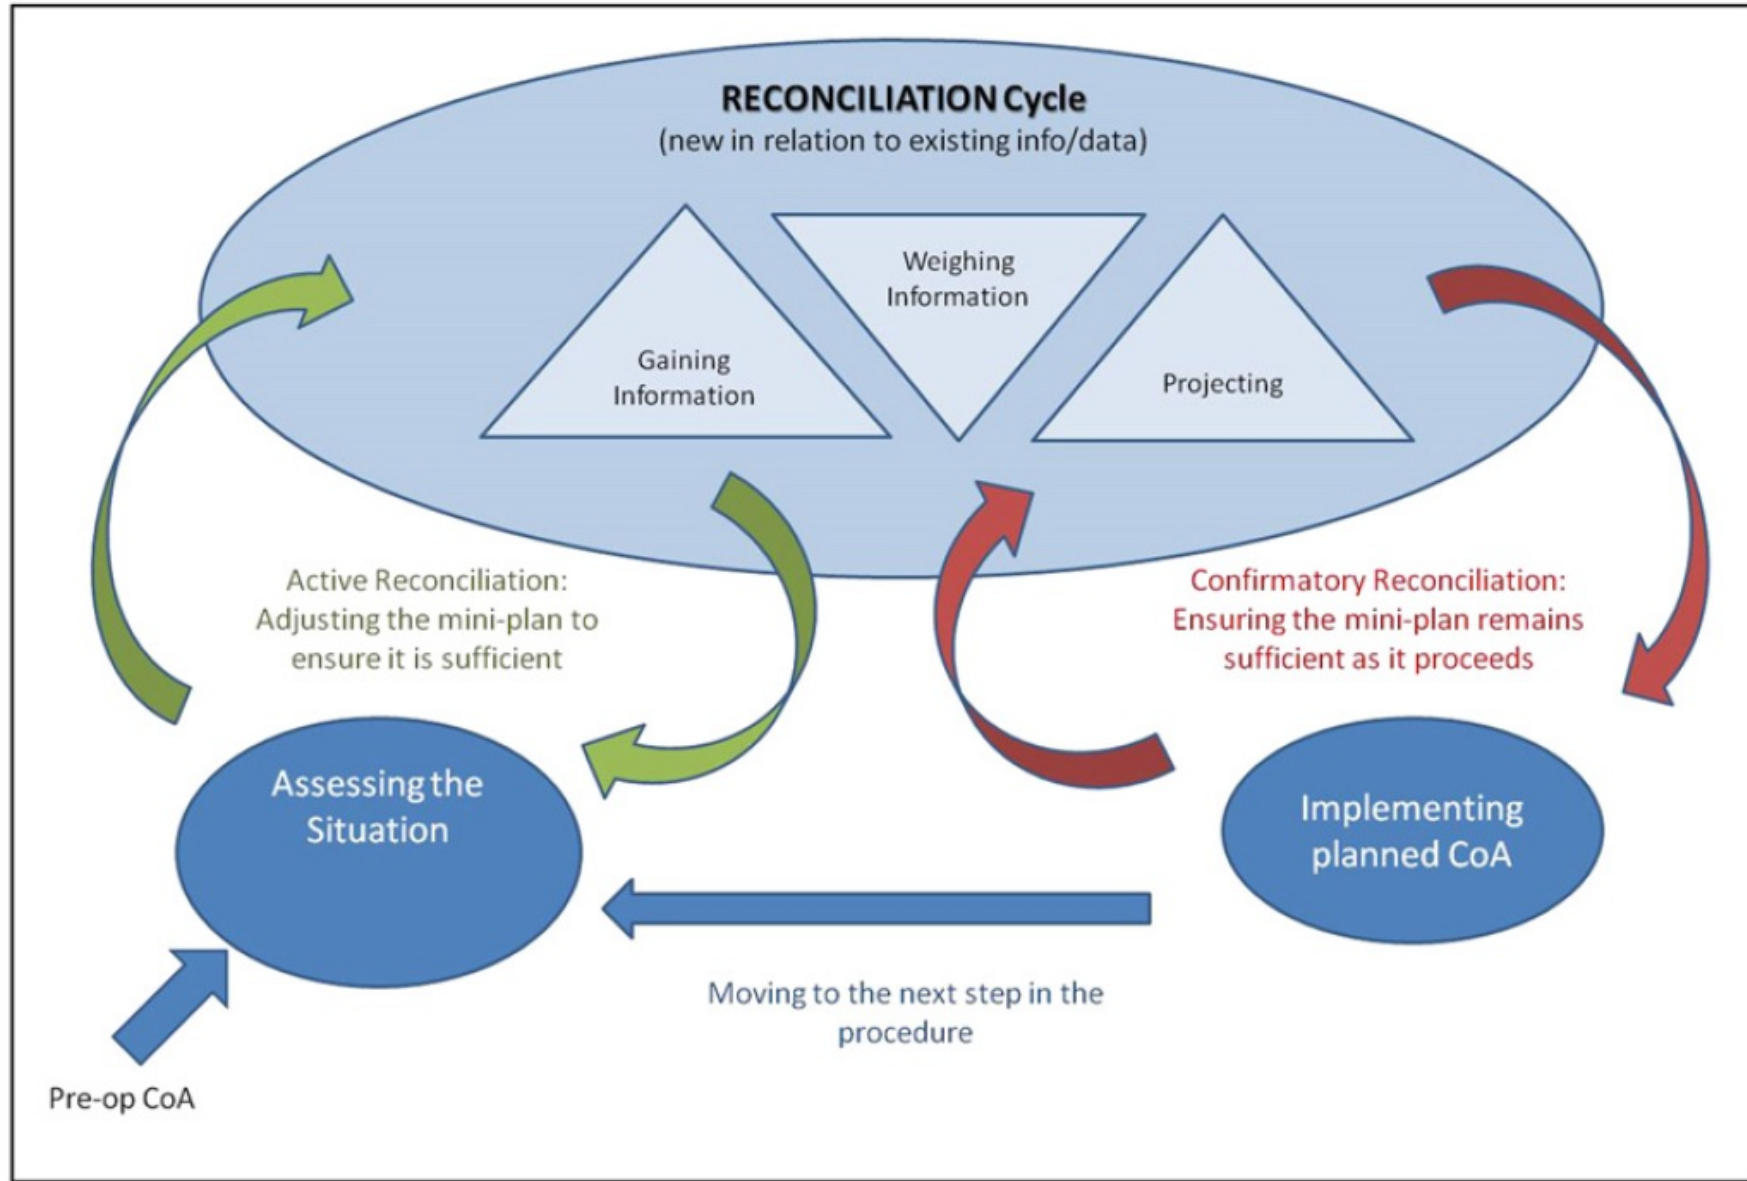 RECONCILIATION Cycle
(new in relation to existing info/data)
Weighing
Information
Gaining
Information
Projecting
Active Reconciliation:
Adjusting the mini-plan to
ensure it is sufficient
Confirmatory Reconciliation:
Ensuring the mini-plan remains
sufficient as it proceeds
Assessing the
Situation
Implementing
planned CoA
Moving to the next step in the
procedure
Pre-op CoA